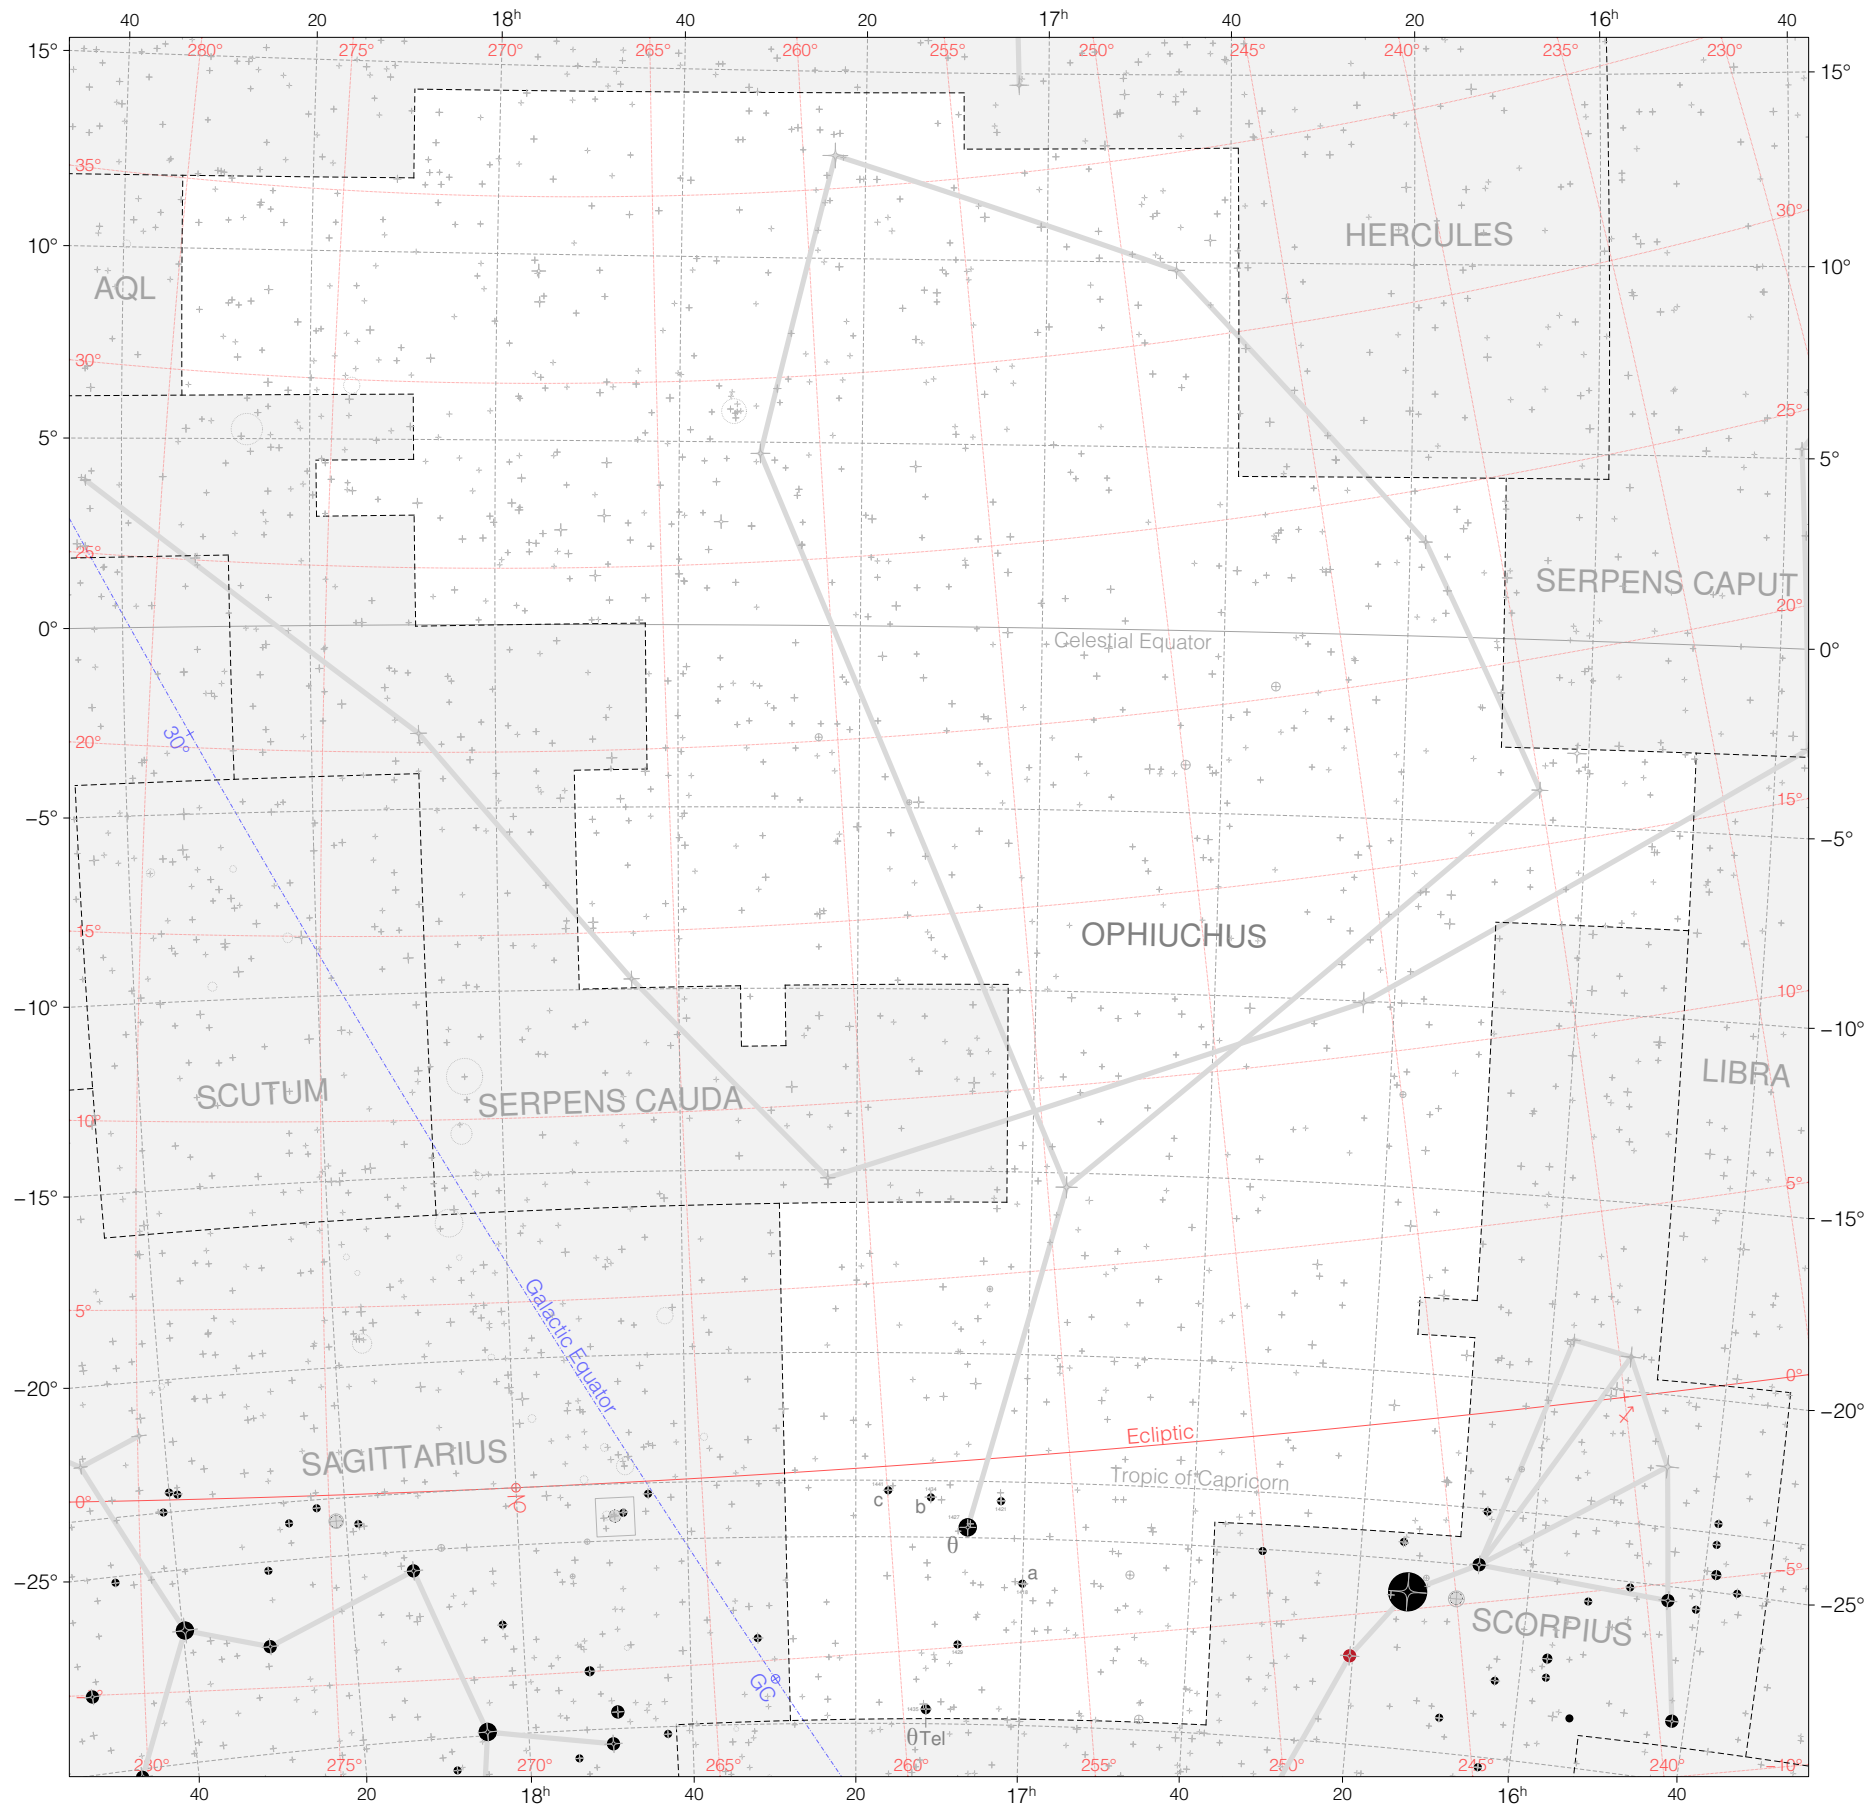 40 20 18h 40 20 17h 40 20 16h 40
15° 280° 275° 270° 265° 260° 255° 250° 245° 240° 235° 230° 15°
35°
30°
HERCULES
10° 10°
AQL
30°
25°
5° 5°
25°
SERPENS CAPUT
20°
0° Celestial Equator 0°
30°
20°
15°
−5° −5°
15° OPHIUCHUS
10°
−10° −10°
LIBRA
SCUTUM SERPENS CAUDA
10°
5°
−15° −15°
5°
Galactic Equator
0°
−20° −20°
Ecliptic
SAGITTARIUS
Tropic of Capricorn
0°
c b
θ
a
−25° −5° −25°
SCORPIUS
GC
θTel
280° 275° 270° 265° 260° 255° 250° 245° 240° −10°
40 20 18h 40 20 17h 40 20 16h 40